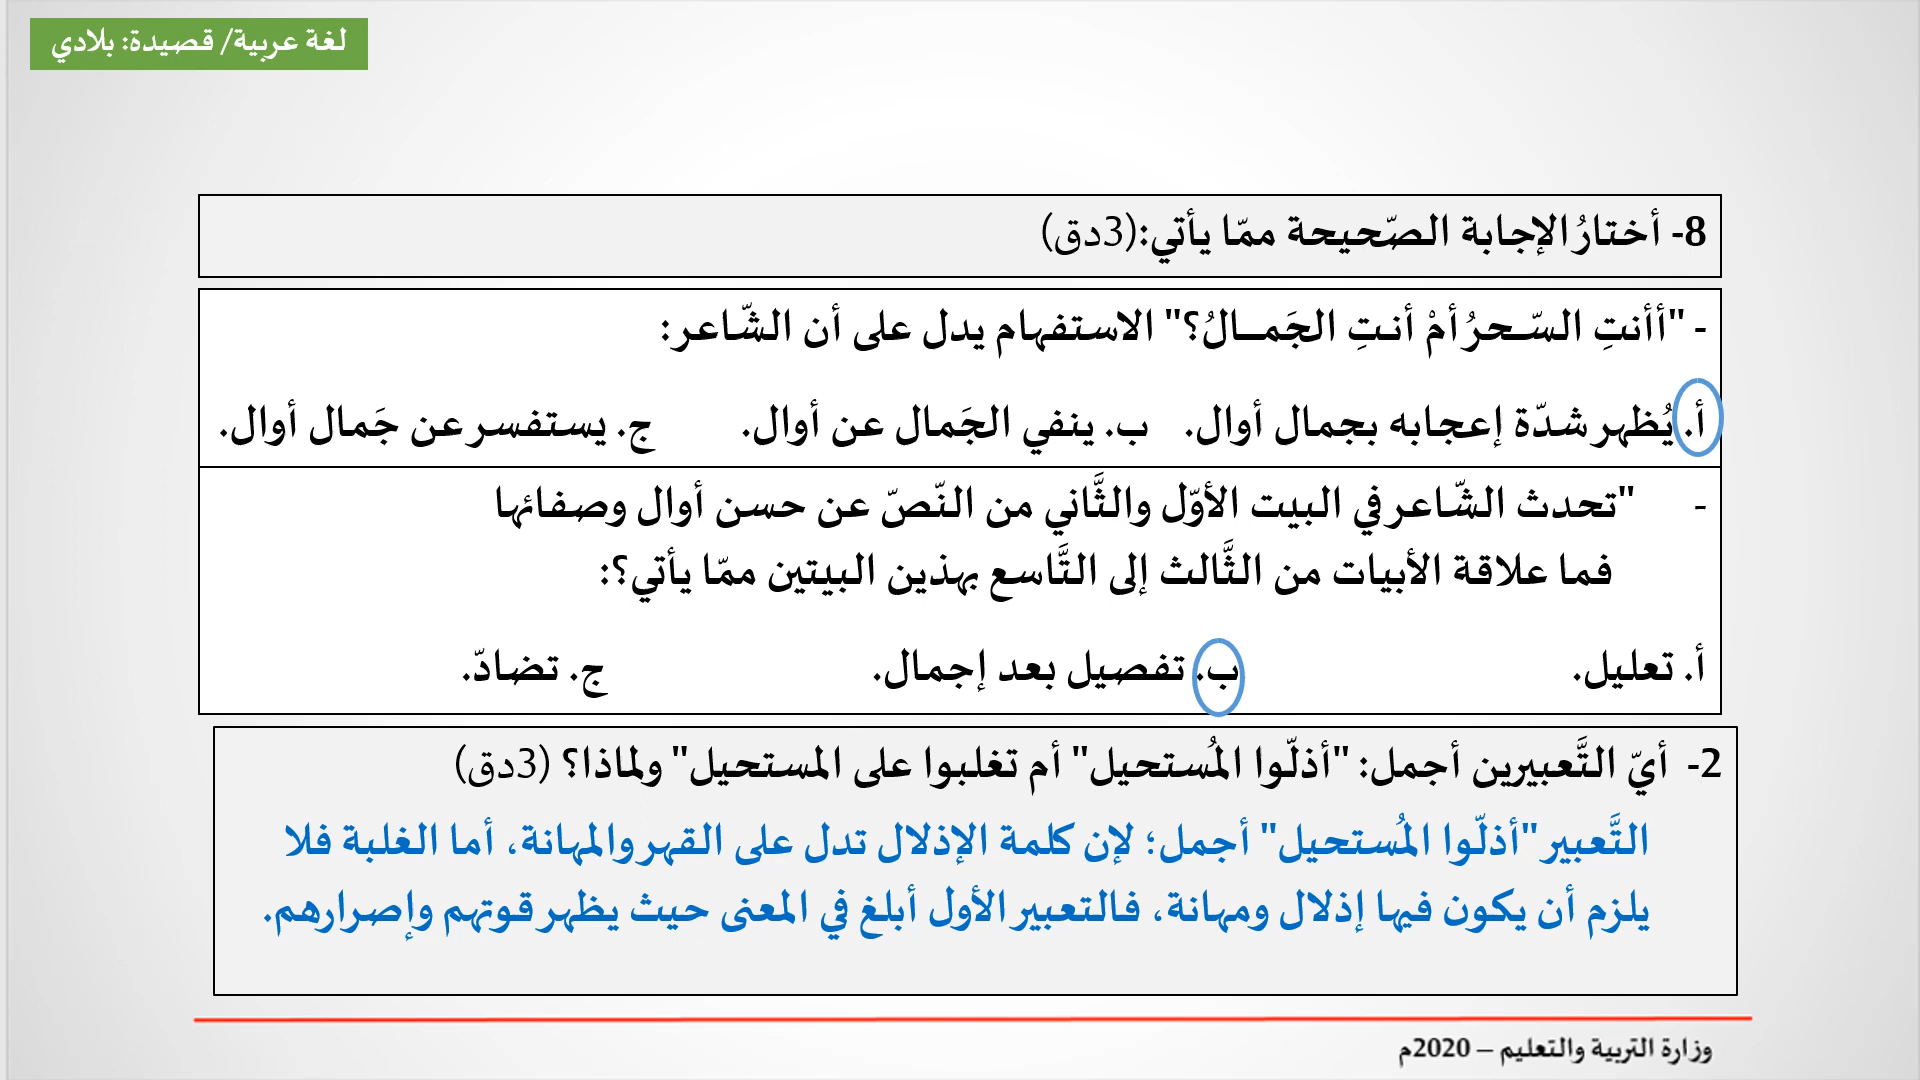 لغة عربية/ قصيدة: بلادي
8- أختارُ الإجابة الصّحيحة ممّا يأتي:(3دق)
- "أأنتِ السّـحرُ أمْ أنتِ الجَمـالُ؟" الاستفهام يدل على أن الشّاعر:
أ. يُظهر شدّة إعجابه بجمال أوال. ب. ينفي الجَمال عن أوال. ج. يستفسر عن جَمال أوال.
- "تحدث الشّاعر في البيت الأوّل والثَّاني من النّصّ عن حسن أوال وصفائها
فما علاقة الأبيات من الثَّالث إلى التَّاسع بهذين البيتين ممّا يأتي؟:
أ. تعليل. ب. تفصيل بعد إجمال. ج. تضادّ.
2- أيّ التَّعبيرين أجمل: "أذلّوا المُستحيل" أم تغلبوا على المستحيل" ولماذا؟ (3دق)
التَّعبير "أذلّوا المُستحيل" أجمل؛ لإن كلمة الإذلال تدل على القهر والمهانة، أما الغلبة فلا
يلزم أن يكون فيها إذلال ومهانة، فالتعبير الأول أبلغ في المعنى حيث يظهر قوتهم وإصرارهم.
وزارة التربية والتعليم – 2020م